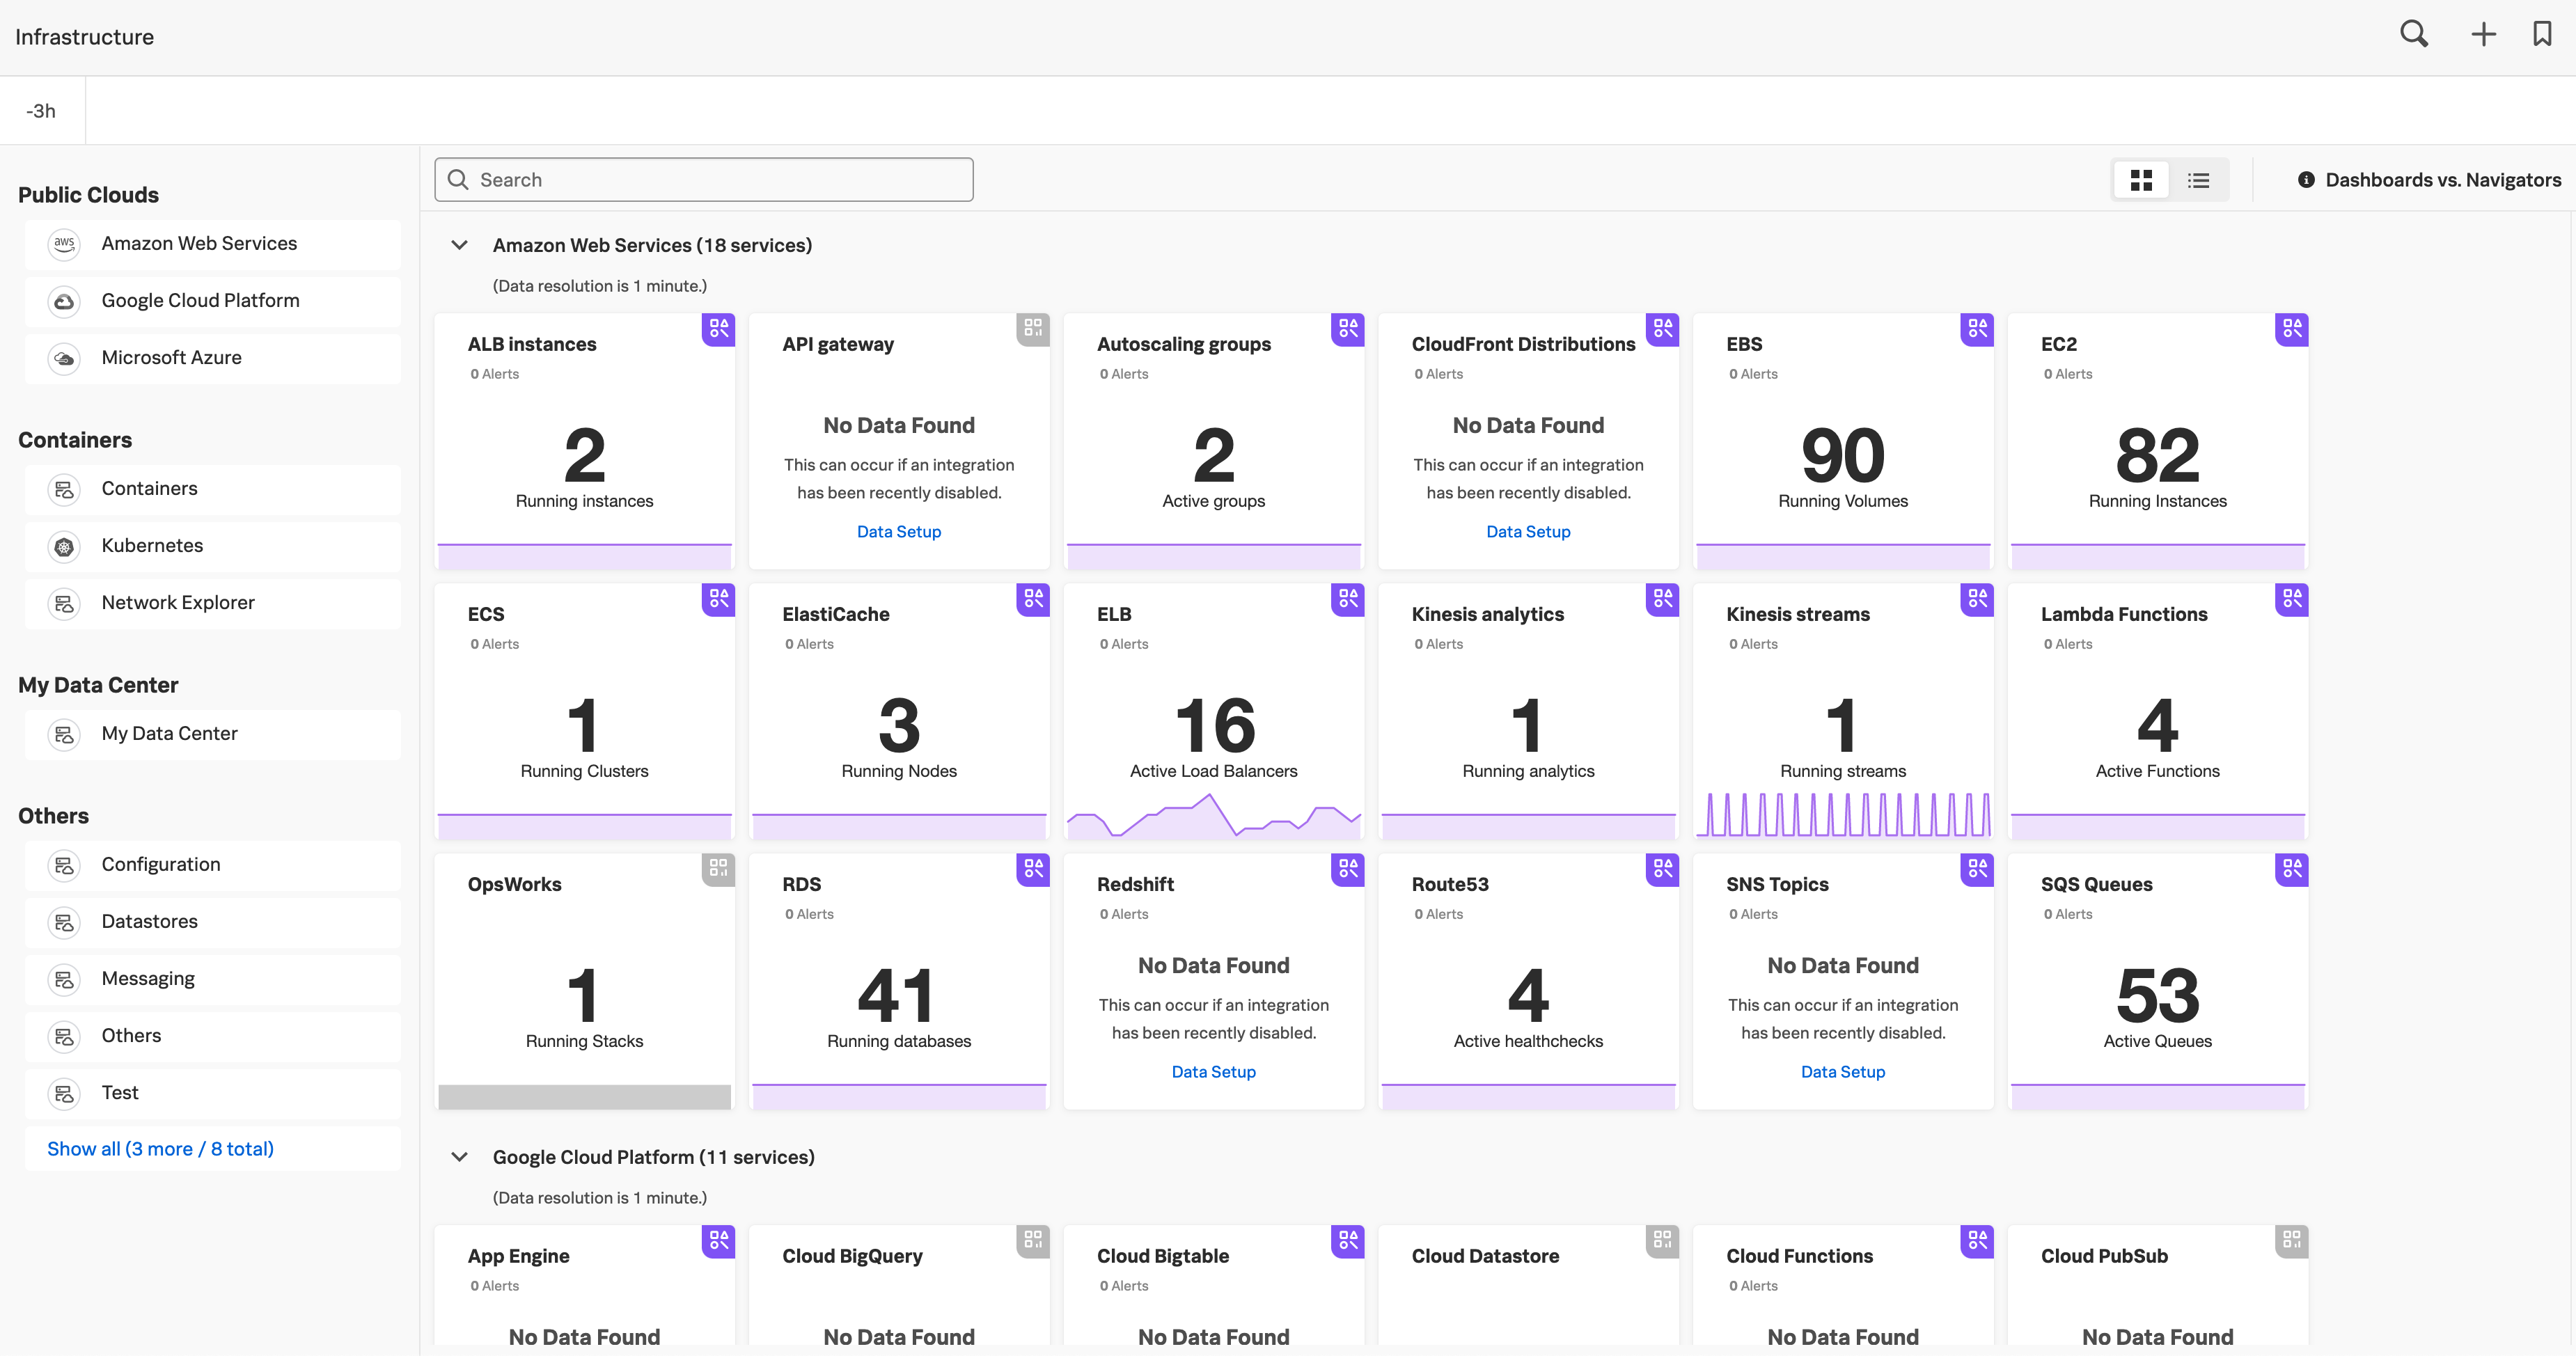 Infrastructure
-3h
Public Clouds
aws
Amazon Web Services
Google Cloud Platform
Microsoft Azure
Containers
Containers
Kubernetes
Network Explorer
My Data Center
My Data Center
Others
Configuration
Datastores
Messaging
Others
Test
Show all (3 more / 8 total)
Search
Dashboards vs. Navigators
Amazon Web Services (18 services)
(Data resolution is 1 minute.)
ALB instances
0 Alerts
2
Running instances
API gateway
No Data Found
This can occur if an integration
has been recently disabled.
Data Setup
Autoscaling groups
0 Alerts
2
Active groups
CloudFront Distributions
0 Alerts
No Data Found
This can occur if an integration
has been recently disabled.
Data Setup
EBS
0 Alerts
90
Running Volumes
EC2
0 Alerts
82
Running Instances
ECS
0 Alerts
1
Running Clusters
ElastiCache
0 Alerts
3
Running Nodes
ELB
0 Alerts
16
Active Load Balancers
Kinesis analytics
0 Alerts
1
Running analytics
Kinesis streams
0 Alerts
1
Running streams
Lambda Functions
0 Alerts
4
Active Functions
OpsWorks
1
Running Stacks
RDS
0 Alerts
41
Running databases
Redshift
0 Alerts
No Data Found
This can occur if an integration
has been recently disabled.
Data Setup
Route53
0 Alerts
4
Active healthchecks
SNS Topics
0 Alerts
No Data Found
This can occur if an integration
has been recently disabled.
Data Setup
SQS Queues
0 Alerts
53
Active Queues
Google Cloud Platform (11 services)
(Data resolution is 1 minute.)
App Engine
0 Alerts
No Data Found
Cloud BigQuery
No Data Found
Cloud Bigtable
0 Alerts
No Data Found
Cloud Datastore
Cloud Functions
0 Alerts
No Data Found
Cloud PubSub
No Data Found